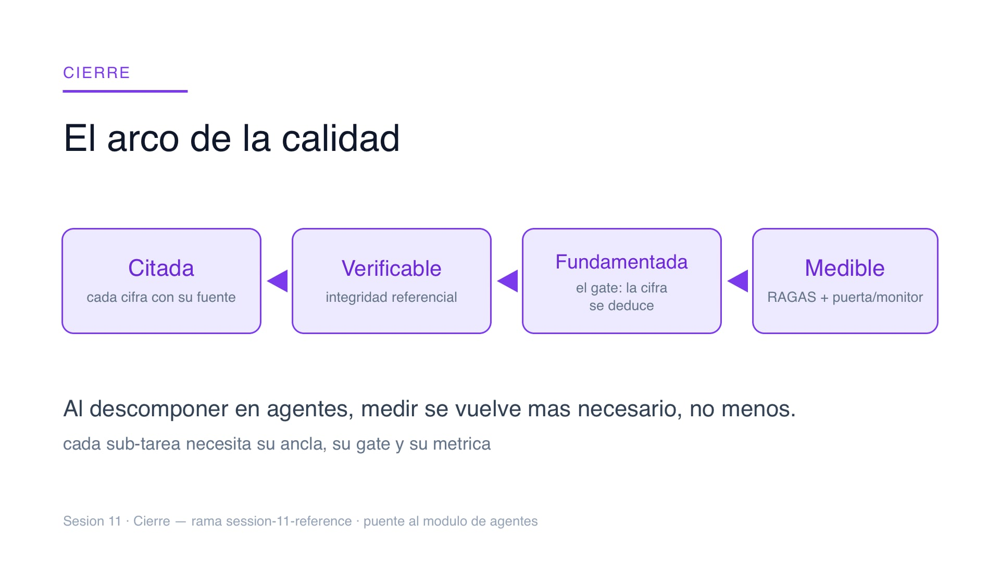 CIERRE
El arco de la calidad
Citada
cada cifra con su fuente
Verificable
integridad referencial
Fundamentada
el gate: la cifra
se deduce
Medible
RAGAS + puerta/monitor
Al descomponer en agentes, medir se vuelve mas necesario, no menos.
cada sub-tarea necesita su ancla, su gate y su metrica
Sesion 11 · Cierre — rama session-11-reference · puente al modulo de agentes